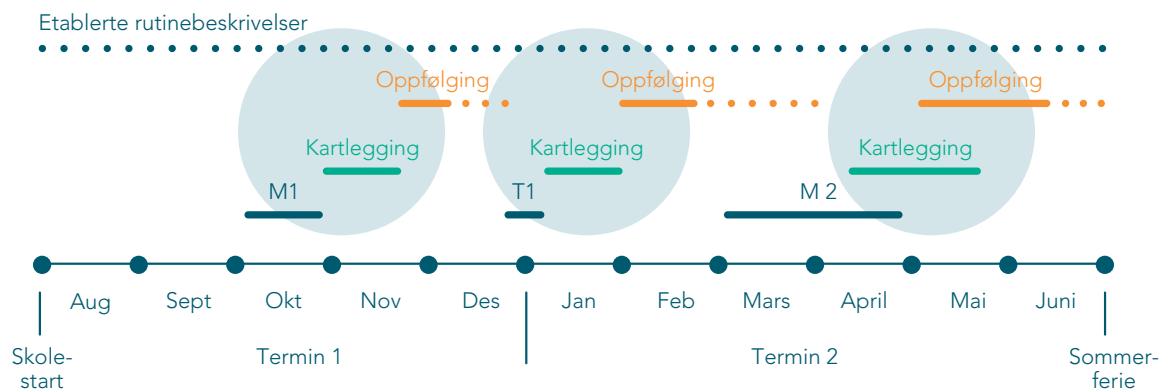 Etablerte rutinebeskrivelser
Oppfølging Oppfølging Oppfølging
Kartlegging Kartlegging Kartlegging
M1 T1 M 2
Aug Sept Okt Nov Des Jan Feb Mars April Mai Juni
Skole- Termin 1 Termin 2 Sommer-
start ferie